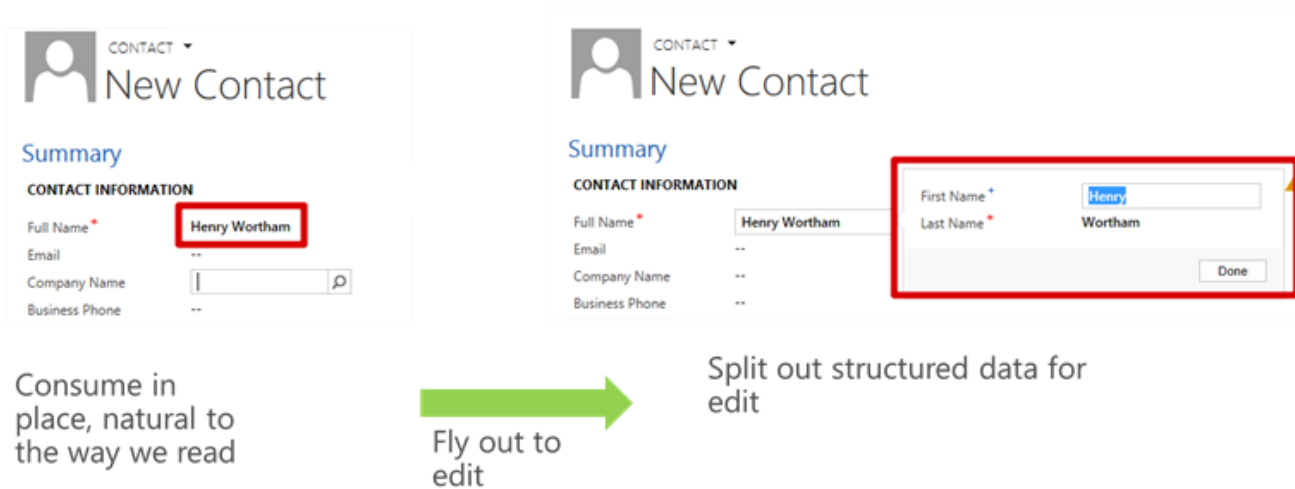 CONTACT
New Contact
Summary
CONTACT INFORMATION
Full Name* Henry Wortham
Email --
Company Name
Business Phone --
Consume in
place, natural to
the way we read
Fly out to
edit
CONTACT
New Contact
Summary
CONTACT INFORMATION
Full Name* Henry Wortham
Email --
Company Name --
Business Phone --
First Name+ Henry
Last Name* Wortham
Done
Split out structured data for
edit